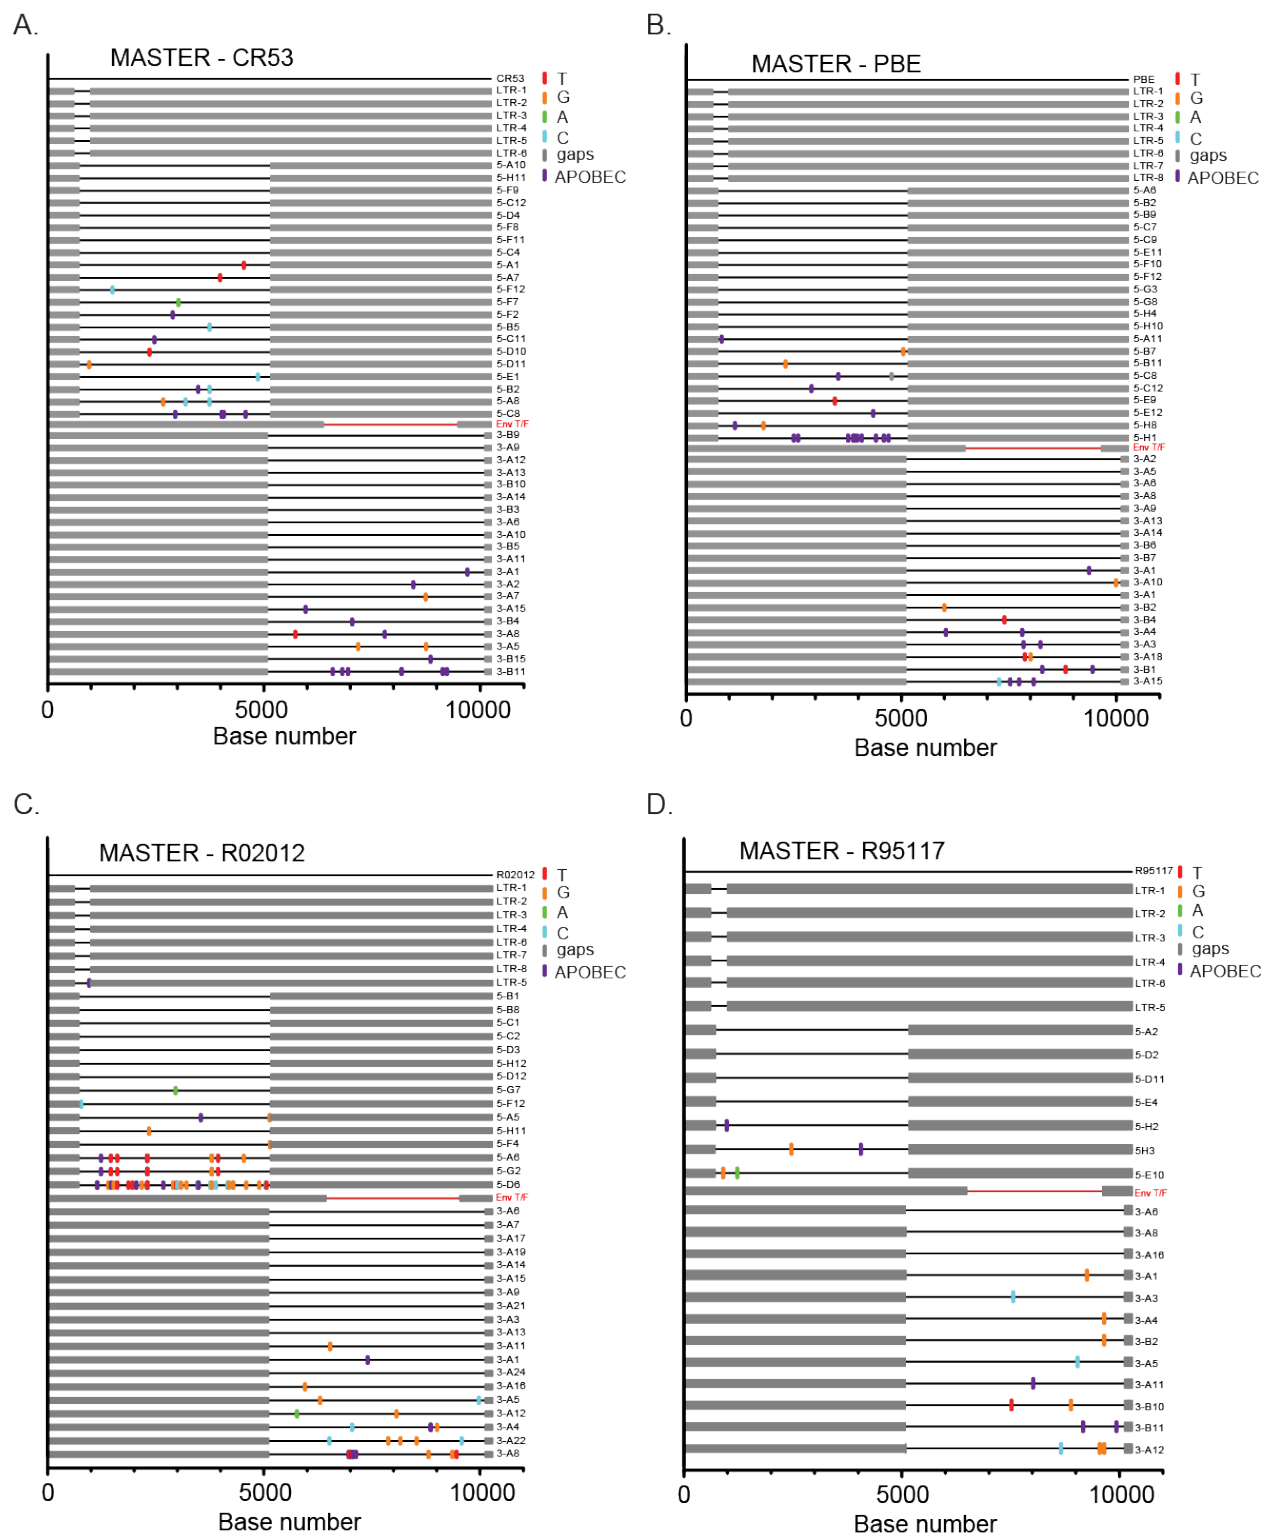 A.
MASTER - CR53
CR53
LTR-1
LTR-2
LTR-3
LTR-4
LTR-5
LTR-6
5-A10
5-H11
5-F9
5-C12
5-D4
5-F8
5-F11
5-C4
5-A1
5-A7
5-F12
5-F7
5-F2
5-B5
5-C11
5-D10
5-D11
5-E1
5-B2
5-A8
5-C8
Env T/F
3-B9
3-A9
3-A12
3-A13
3-B10
3-A14
3-B3
3-A6
3-A10
3-B5
3-A11
3-A1
3-A2
3-A7
3-A15
3-B4
3-A8
3-A5
3-B15
3-B11
T
G
A
C
gaps
APOBEC
0 5000 10000
Base number
B.
MASTER - PBE
PBE
LTR-1
LTR-2
LTR-3
LTR-4
LTR-5
LTR-6
LTR-7
LTR-8
5-A6
5-B2
5-B9
5-C7
5-C9
5-E11
5-F10
5-F12
5-G3
5-G8
5-H4
5-H10
5-A11
5-B7
5-B11
5-C8
5-C12
5-E9
5-E12
5-H8
5-H1
Env T/F
3-A2
3-A5
3-A6
3-A8
3-A9
3-A13
3-A14
3-B6
3-B7
3-A1
3-A10
3-A1
3-B2
3-B4
3-A4
3-A3
3-A18
3-B1
3-A15
T
G
A
C
gaps
APOBEC
0 5000 10000
Base number
C.
MASTER - R02012
R02012
LTR-1
LTR-2
LTR-3
LTR-4
LTR-6
LTR-7
LTR-8
LTR-5
5-B1
5-B8
5-C1
5-C2
5-D3
5-H12
5-D12
5-G7
5-F12
5-A5
5-H11
5-F4
5-A6
5-G2
5-D6
Env T/F
3-A6
3-A7
3-A17
3-A19
3-A14
3-A15
3-A9
3-A21
3-A3
3-A13
3-A11
3-A1
3-A24
3-A16
3-A5
3-A12
3-A4
3-A22
3-A8
T
G
A
C
gaps
APOBEC
0 5000 10000
Base number
D.
MASTER - R95117
R95117
LTR-1
LTR-2
LTR-3
LTR-4
LTR-6
LTR-5
5-A2
5-D2
5-D11
5-E4
5-H2
5H3
5-E10
Env T/F
3-A6
3-A8
3-A16
3-A1
3-A3
3-A4
3-B2
3-A5
3-A11
3-B10
3-B11
3-A12
T
G
A
C
gaps
APOBEC
0 5000 10000
Base number